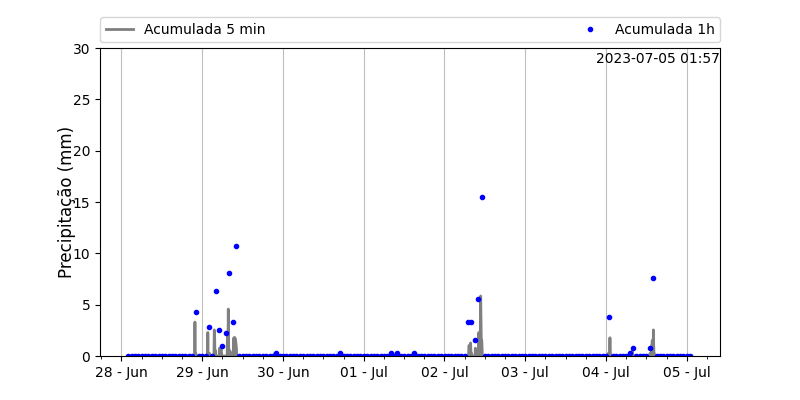 Acumulada 5 min
Acumulada 1h
2023-07-05 01:57
Precipitação (mm)
30
25
20
15
10
5
0
28 - Jun
29 - Jun
30 - Jun
01 - Jul
02 - Jul
03 - Jul
04 - Jul
05 - Jul